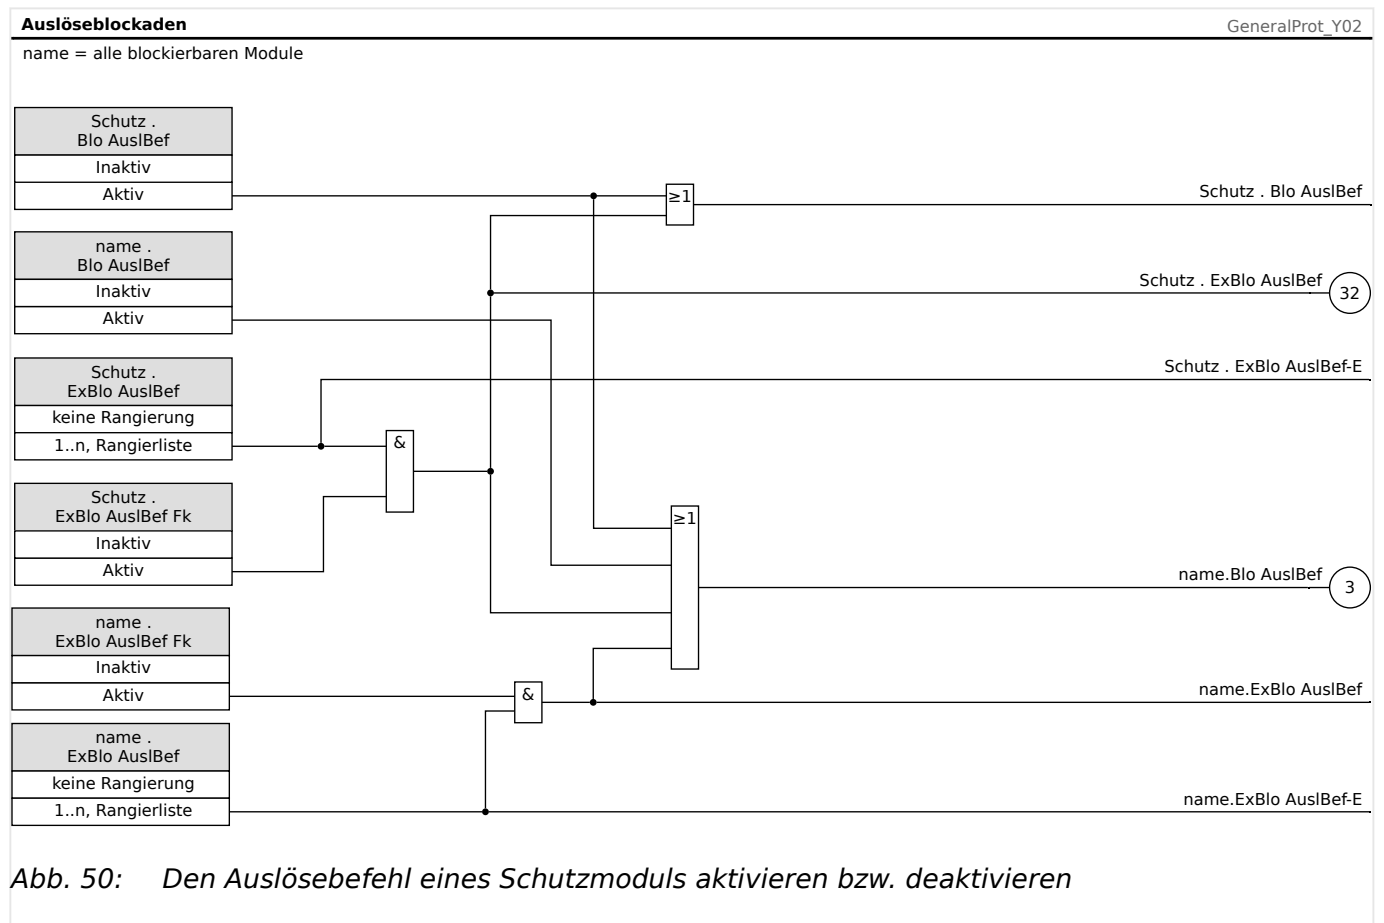 Auslöseblockaden
GeneralProt_Y02
name = alle blockierbaren Module
Schutz .
Blo AuslBef
Inaktiv
Aktiv
≥1
Schutz . Blo AuslBef
name .
Blo AuslBef
Inaktiv
Aktiv
Schutz . ExBlo AuslBef
32
Schutz .
ExBlo AuslBef
keine Rangierung
1..n, Rangierliste
&
Schutz . ExBlo AuslBef-E
Schutz .
ExBlo AuslBef Fk
Inaktiv
Aktiv
≥1
name.Blo AuslBef
3
name .
ExBlo AuslBef Fk
Inaktiv
Aktiv
&
name.ExBlo AuslBef
name .
ExBlo AuslBef
keine Rangierung
1..n, Rangierliste
name.ExBlo AuslBef-E
Abb. 50: Den Auslösebefehl eines Schutzmoduls aktivieren bzw. deaktivieren